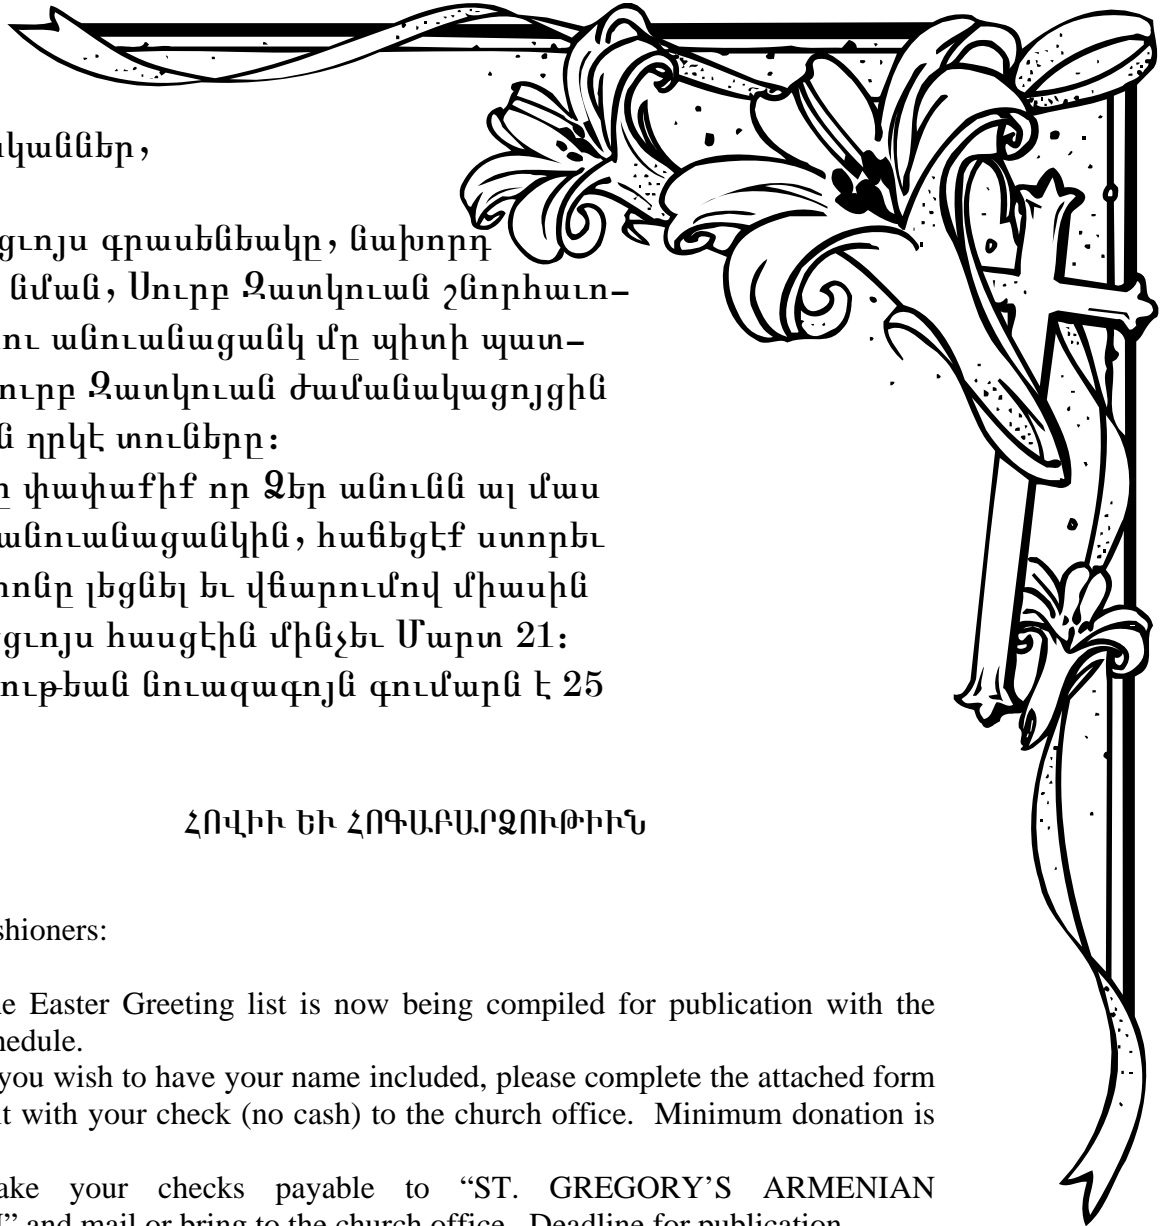 կաննէր,
ցւոյս գրասենեակը, նախորդ
նման, Սուրբ Զատկուան շնորհաւո-
ու անուանացանկ մը պիտի պատ-
ուրբ Զատկուան ժամանակացոյցին
ն ղրկէ տուները։
ը փափաքիք որ Ձեր անունն ալ մաս
անուանացանկին, հաճեցէք ստորեւ
րոնը լեցնել եւ վճարումով միասին
ցւոյս հասցէին մինչեւ Մարտ 21։
ութեան նուազագոյն գումարն է 25
ՀՈՎԻՒ ԵՒ ՀՈԳԱԲԱՐՁՈՒԹԻՒՆ
shioners:
e Easter Greeting list is now being compiled for publication with the
hedule.
you wish to have your name included, please complete the attached form
it with your check (no cash) to the church office. Minimum donation is
ake your checks payable to “ST. GREGORY’S ARMENIAN
” and mail or bring to the church office. Deadline for publication